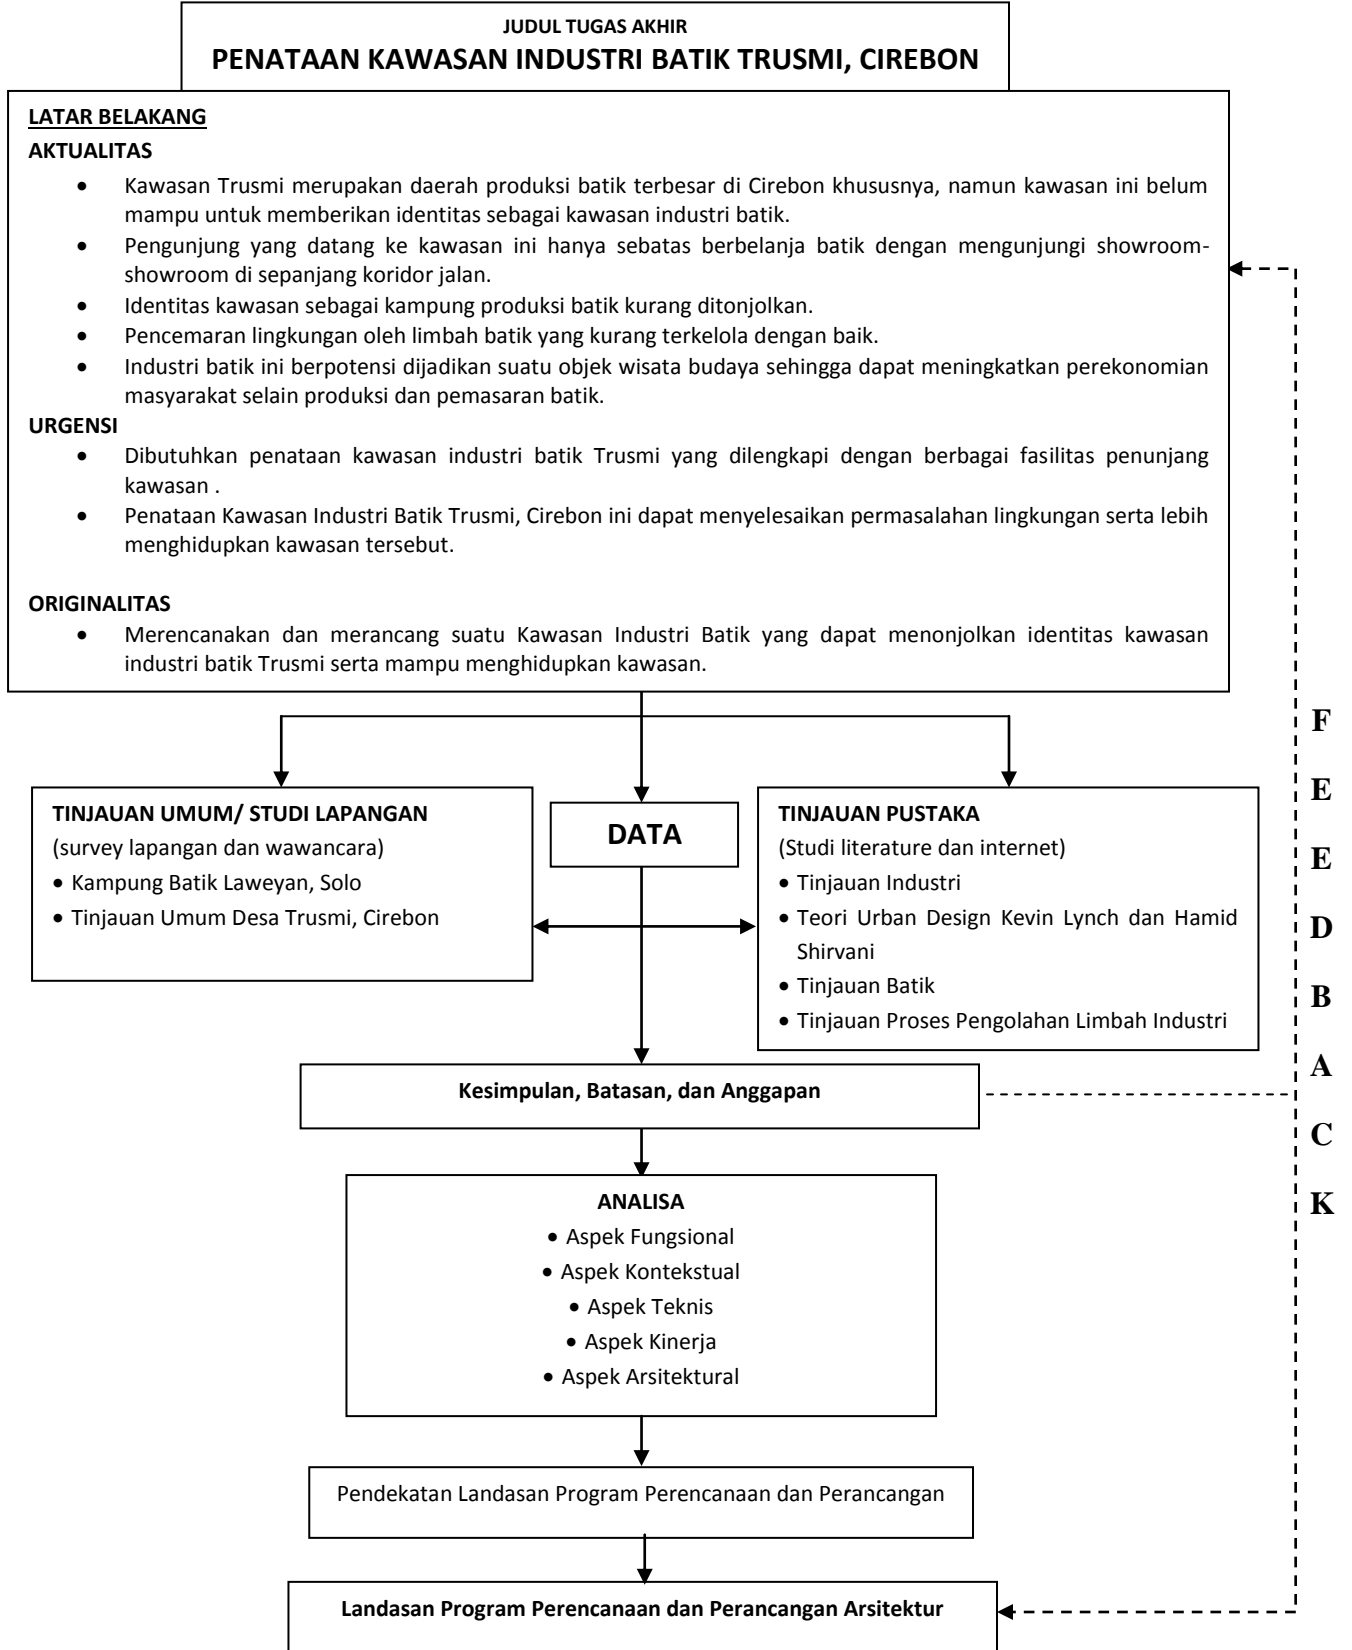 JUDUL TUGAS AKHIR
PENATAAN KAWASAN INDUSTRI BATIK TRUSMI, CIREBON
LATAR BELAKANG
AKTUALITAS
• Kawasan Trusmi merupakan daerah produksi batik terbesar di Cirebon khususnya, namun kawasan ini belum
mampu untuk memberikan identitas sebagai kawasan industri batik.
• Pengunjung yang datang ke kawasan ini hanya sebatas berbelanja batik dengan mengunjungi showroom-
showroom di sepanjang koridor jalan.
• Identitas kawasan sebagai kampung produksi batik kurang ditonjolkan.
• Pencemaran lingkungan oleh limbah batik yang kurang terkelola dengan baik.
• Industri batik ini berpotensi dijadikan suatu objek wisata budaya sehingga dapat meningkatkan perekonomian
masyarakat selain produksi dan pemasaran batik.
URGENSI
• Dibutuhkan penataan kawasan industri batik Trusmi yang dilengkapi dengan berbagai fasilitas penunjang
kawasan .
• Penataan Kawasan Industri Batik Trusmi, Cirebon ini dapat menyelesaikan permasalahan lingkungan serta lebih
menghidupkan kawasan tersebut.
ORIGINALITAS
• Merencanakan dan merancang suatu Kawasan Industri Batik yang dapat menonjolkan identitas kawasan
industri batik Trusmi serta mampu menghidupkan kawasan.
TINJAUAN UMUM/ STUDI LAPANGAN
(survey lapangan dan wawancara)
• Kampung Batik Laweyan, Solo
• Tinjauan Umum Desa Trusmi, Cirebon
DATA
TINJAUAN PUSTAKA
(Studi literature dan internet)
• Tinjauan Industri
• Teori Urban Design Kevin Lynch dan Hamid
Shirvani
• Tinjauan Batik
• Tinjauan Proses Pengolahan Limbah Industri
Kesimpulan, Batasan, dan Anggapan
ANALISA
• Aspek Fungsional
• Aspek Kontekstual
• Aspek Teknis
• Aspek Kinerja
• Aspek Arsitektural
Pendekatan Landasan Program Perencanaan dan Perancangan
Landasan Program Perencanaan dan Perancangan Arsitektur
F
E
E
D
B
A
C
K